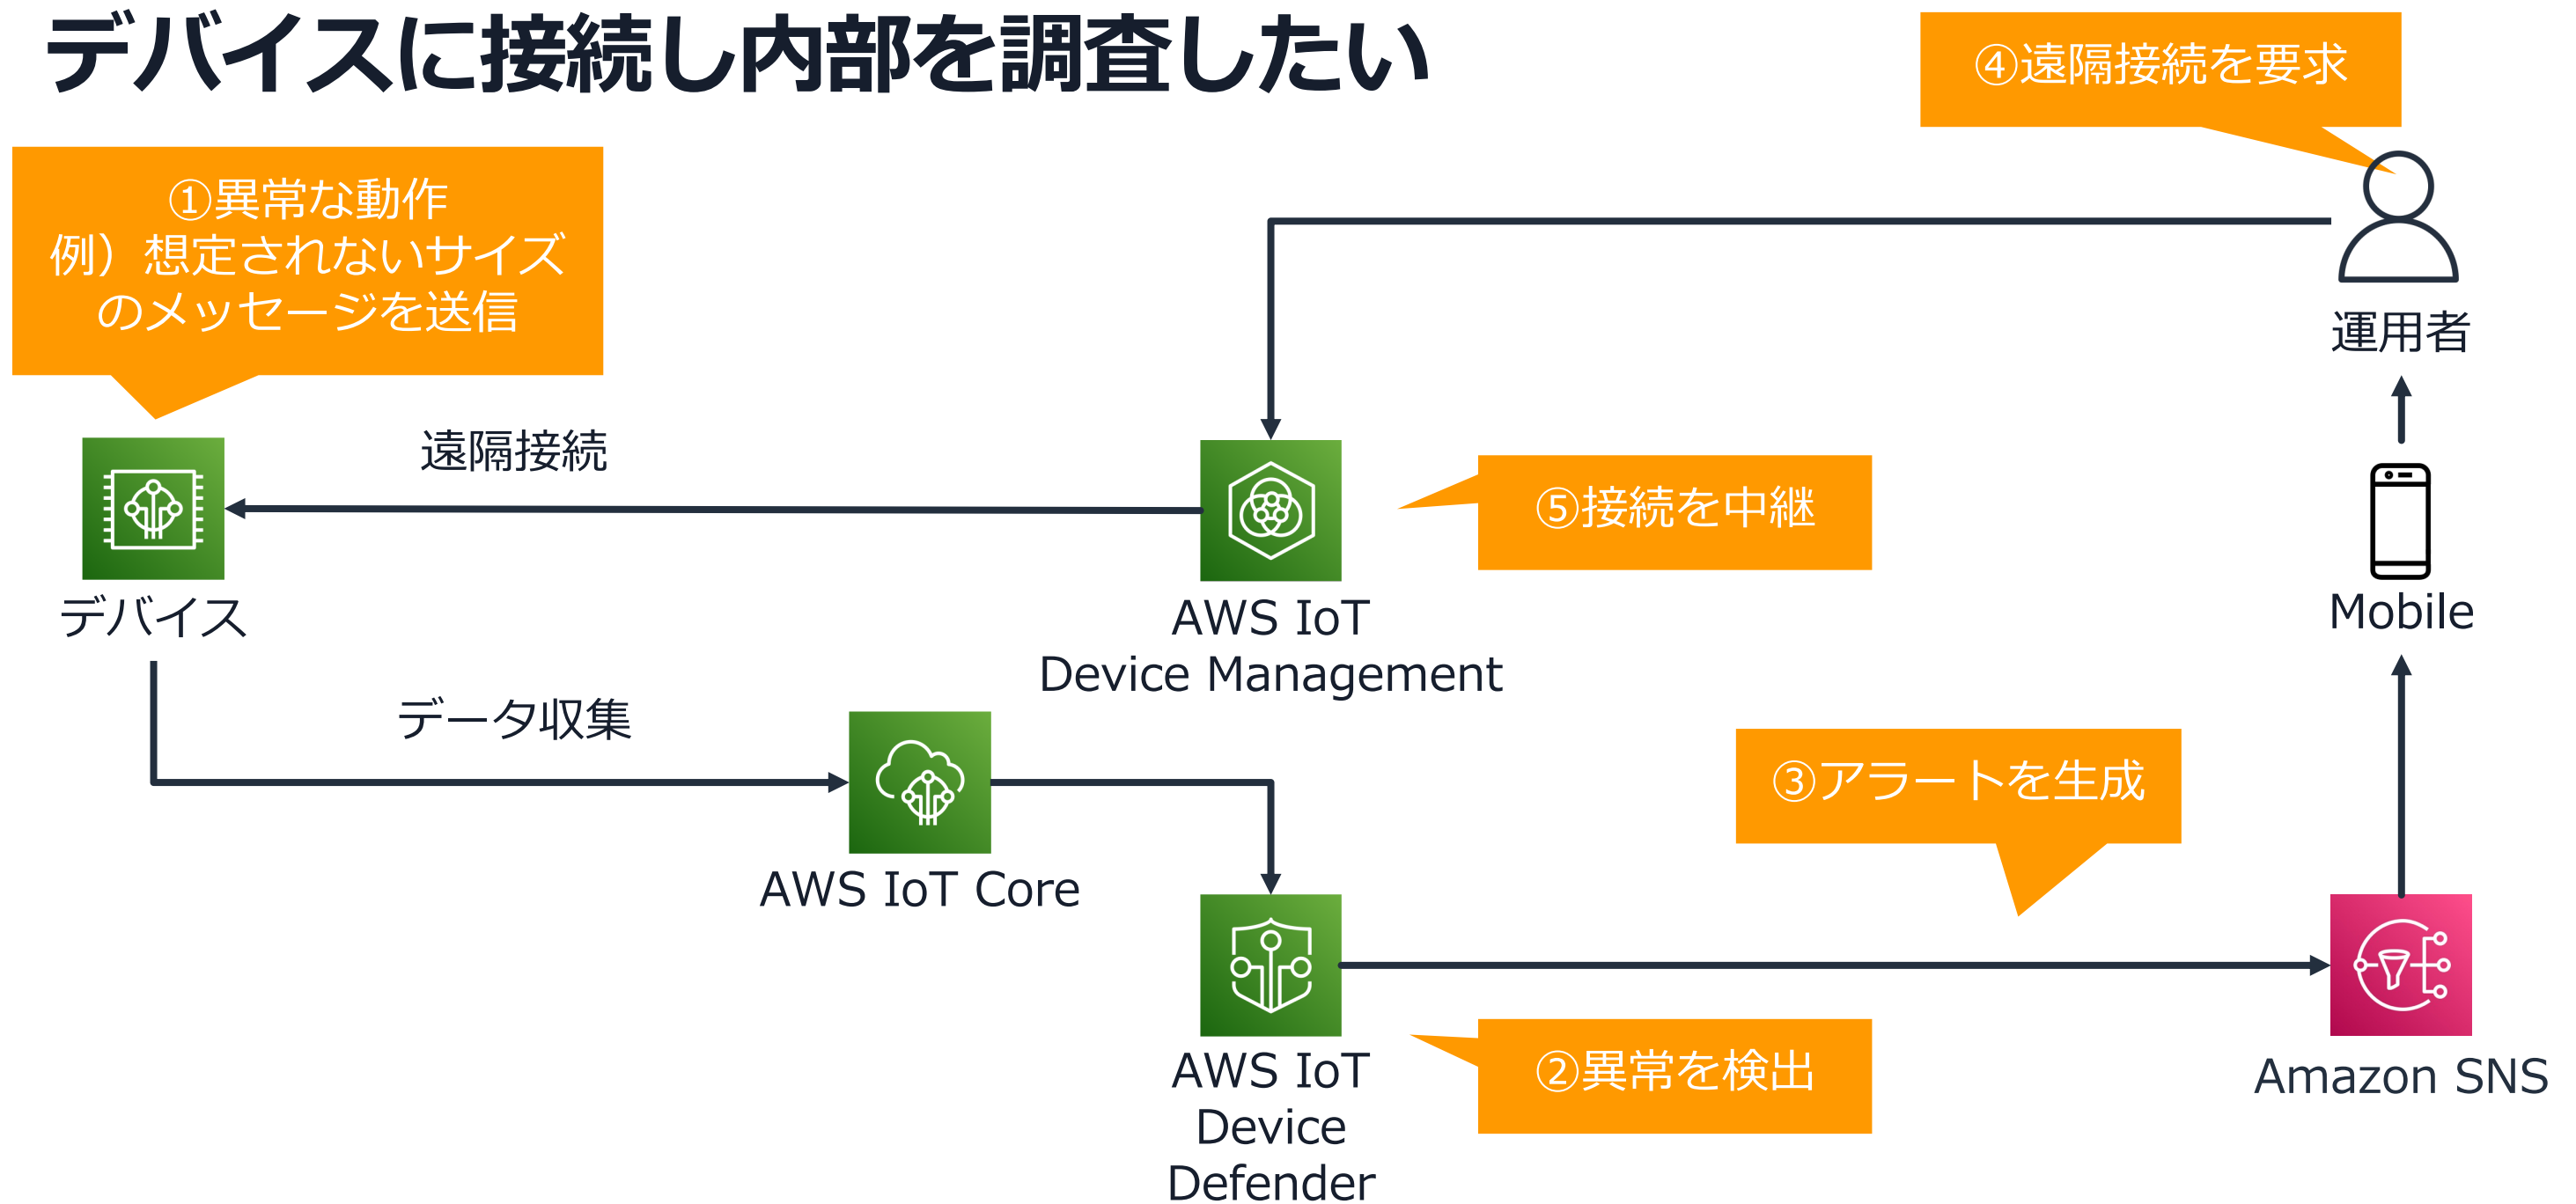 デバイスに接続し内部を調査したい
④遠隔接続を要求
①異常な動作
例）想定されないサイズ
のメッセージを送信
運用者
遠隔接続
⑤接続を中継
デバイス
AWS IoT
Device Management
Mobile
データ収集
③アラートを生成
AWS IoT Core
AWS IoT
Device
Defender
②異常を検出
Amazon SNS